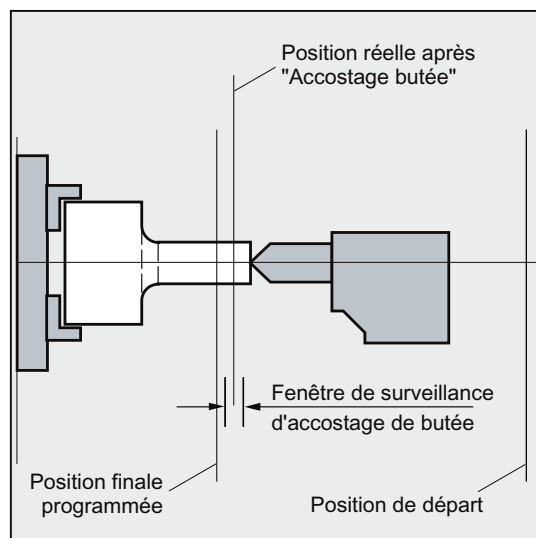 Position réelle après
"Accostage butée"
Fenêtre de surveillance
d'accostage de butée
Position finale
programmée
Position de départ